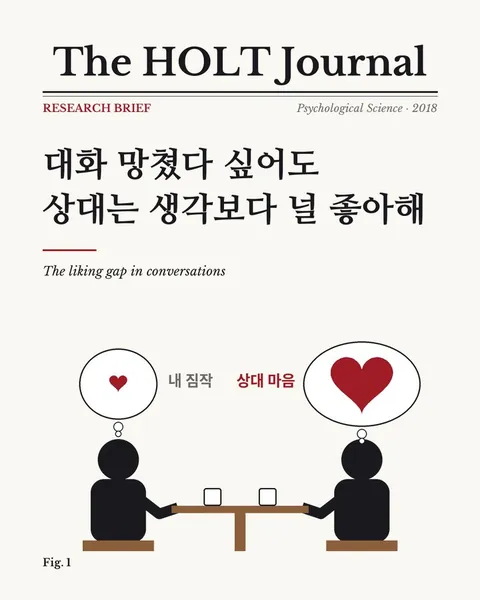 The HOLT Journal
RESEARCH BRIEF
Psychological Science · 2018
대화 망쳤다 싶어도
상대는 생각보다 널 좋아해
The liking gap in conversations
내 짐작
상대 마음
Fig. 1